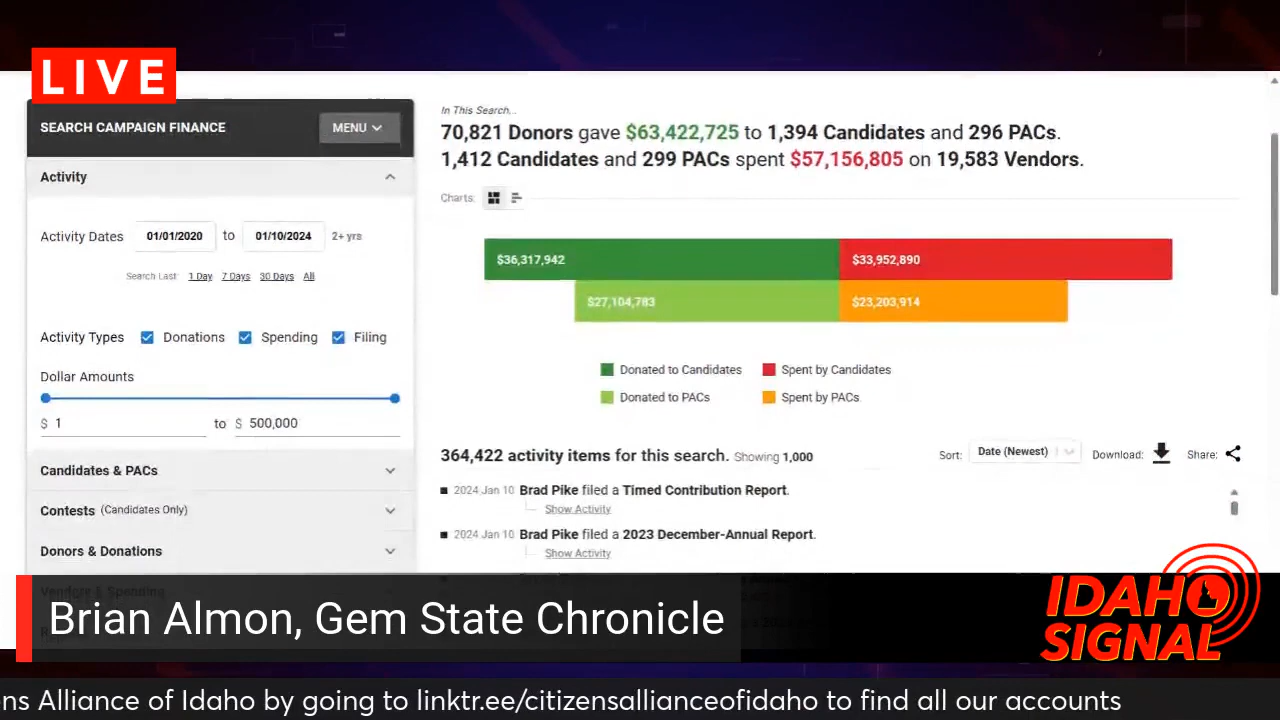 LIVE
SEARCH CAMPAIGN FINANCE
MENU
Activity
Activity Dates 01/01/2020 to 01/10/2024 2+ yrs
Search Last: 1 Day 7 Days 30 Days All
Activity Types Donations Spending Filing
Dollar Amounts
$ 1 to $ 500,000
Candidates & PACs
Contests (Candidates Only)
Donors & Donations
Vendors & Spending
In This Search...
70,821 Donors gave $63,422,725 to 1,394 Candidates and 296 PACs.
1,412 Candidates and 299 PACs spent $57,156,805 on 19,583 Vendors.
Charts:
$36,317,942 $33,952,890
$27,104,783 $23,203,914
Donated to Candidates Spent by Candidates
Donated to PACs Spent by PACs
364,422 activity items for this search. Showing 1,000
Sort: Date (Newest) Download: Share:
2024 Jan 10 Brad Pike filed a Timed Contribution Report.
Show Activity
2024 Jan 10 Brad Pike filed a 2023 December-Annual Report.
Show Activity
Brian Almon, Gem State Chronicle
IDAHO
SIGNAL
ns Alliance of Idaho by going to linktr.ee/citizensallianceofidaho to find all our accounts